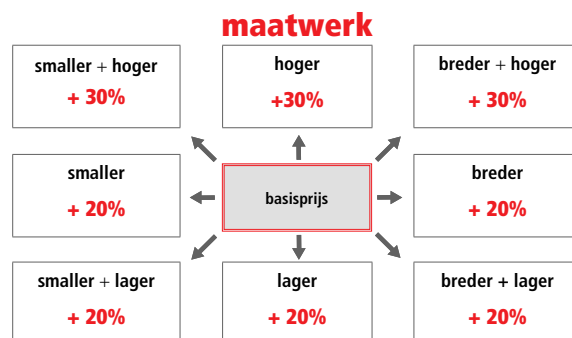 maatwerk
smaller + hoger
+ 30%
hoger
+30%
breder + hoger
+ 30%
smaller
+ 20%
basisprijs
breder
+ 20%
smaller + lager
+ 20%
lager
+ 20%
breder + lager
+ 20%